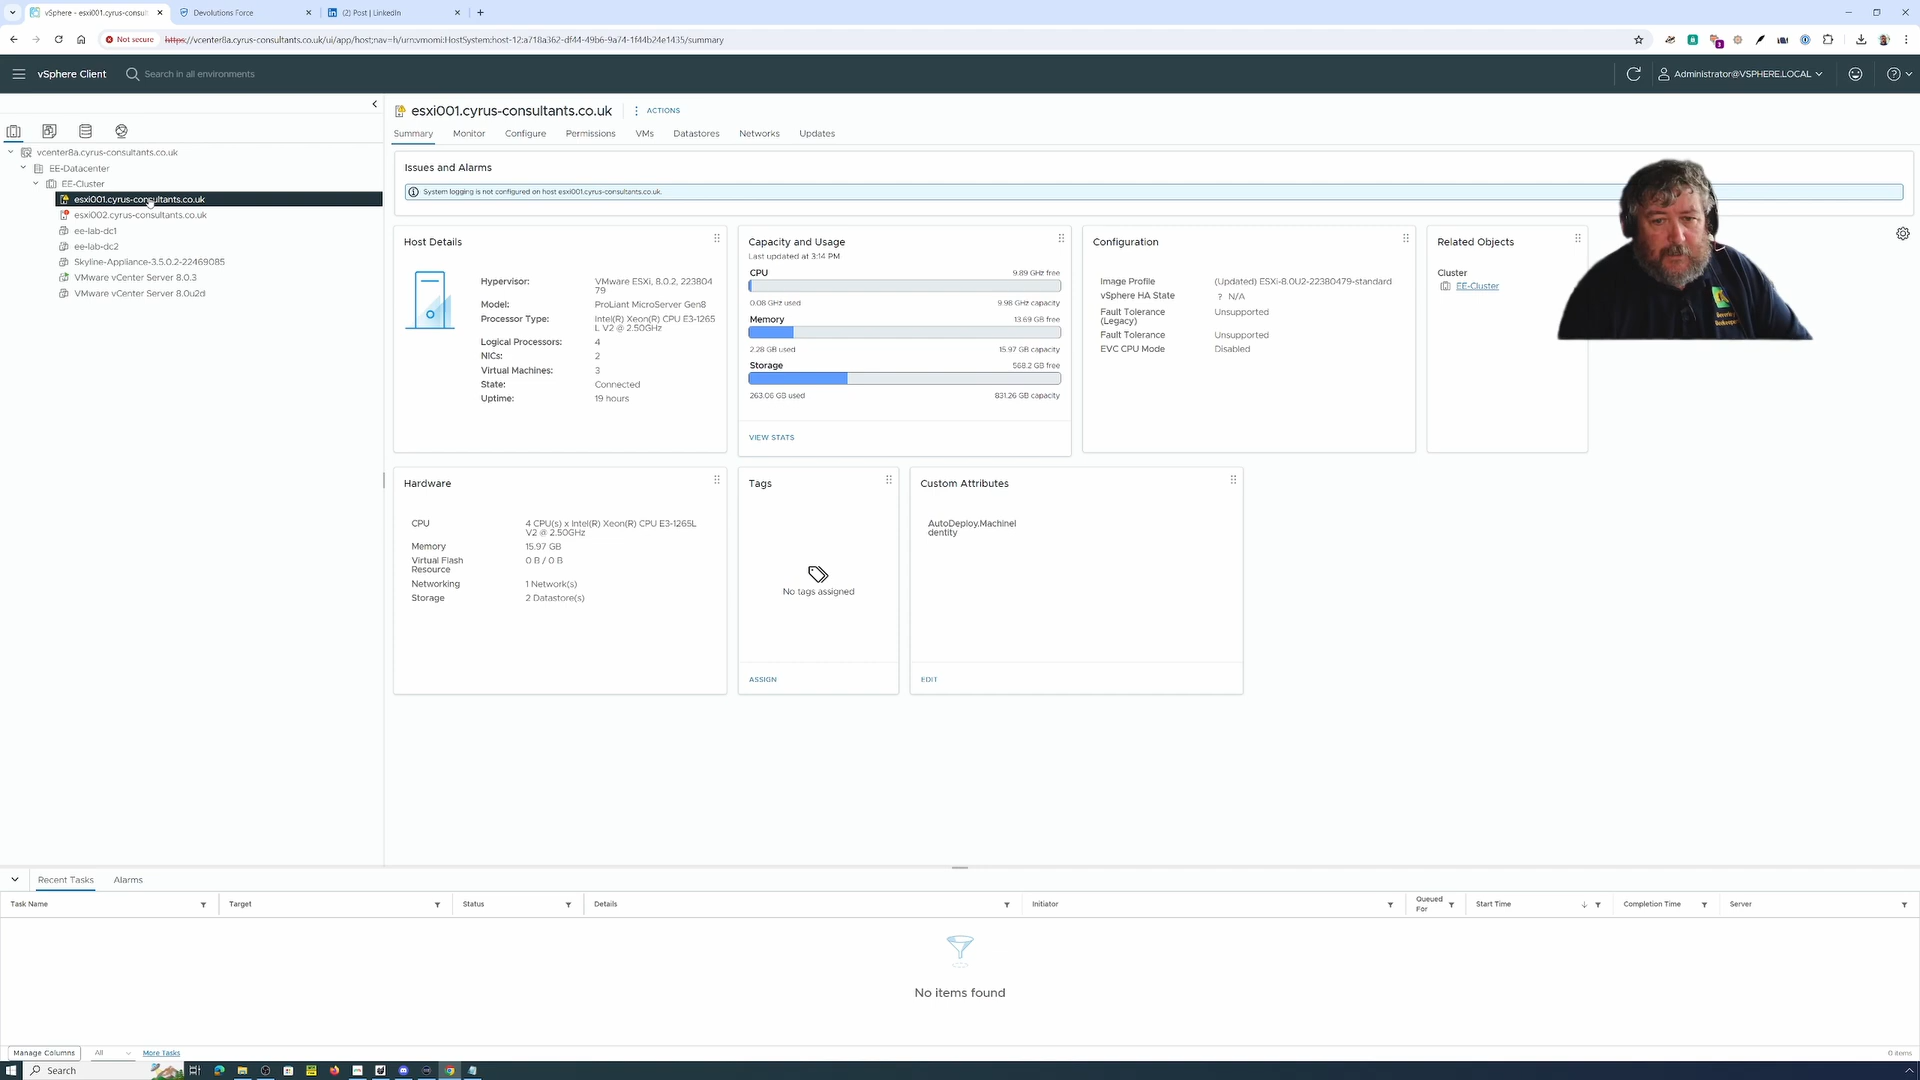 vSphere - esxi001.cyrus-consult
Devolutions Force
(2) Post | LinkedIn
Not secure
https://vcenter8a.cyrus-consultants.co.uk/ui/app/host;nav=h/urn:vmomi:HostSystem:host-12:a718a362-df44-49b6-9a74-1f44b24e1435/summary
vSphere Client
Search in all environments
Administrator@VSPHERE.LOCAL
vcenter8a.cyrus-consultants.co.uk
EE-Datacenter
EE-Cluster
esxi001.cyrus-consultants.co.uk
esxi002.cyrus-consultants.co.uk
ee-lab-dc1
ee-lab-dc2
Skyline-Appliance-3.5.0.2-22469085
VMware vCenter Server 8.0.3
VMware vCenter Server 8.0u2d
esxi001.cyrus-consultants.co.uk
ACTIONS
Summary Monitor Configure Permissions VMs Datastores Networks Updates
Issues and Alarms
System logging is not configured on host esxi001.cyrus-consultants.co.uk.
Host Details
Hypervisor: VMware ESXi, 8.0.2, 223804
79
Model: ProLiant MicroServer Gen8
Processor Type: Intel(R) Xeon(R) CPU E3-1265
L V2 @ 2.50GHz
Logical Processors: 4
NICs: 2
Virtual Machines: 3
State: Connected
Uptime: 19 hours
Capacity and Usage
Last updated at 3:14 PM
CPU 9.89 GHz free
0.08 GHz used 9.98 GHz capacity
Memory 13.69 GB free
2.28 GB used 15.97 GB capacity
Storage 568.2 GB free
263.06 GB used 831.26 GB capacity
VIEW STATS
Configuration
Image Profile (Updated) ESXi-8.0U2-22380479-standard
vSphere HA State ? N/A
Fault Tolerance Unsupported
(Legacy)
Fault Tolerance Unsupported
EVC CPU Mode Disabled
Related Objects
Cluster
EE-Cluster
Hardware
CPU 4 CPU(s) x Intel(R) Xeon(R) CPU E3-1265L
V2 @ 2.50GHz
Memory 15.97 GB
Virtual Flash 0 B / 0 B
Resource
Networking 1 Network(s)
Storage 2 Datastore(s)
Tags
No tags assigned
ASSIGN
Custom Attributes
AutoDeploy.MachineI
dentity
EDIT
Recent Tasks Alarms
Task Name Target Status Details Initiator Queued Start Time Completion Time Server
For
No items found
Manage Columns All More Tasks
0 items
Search